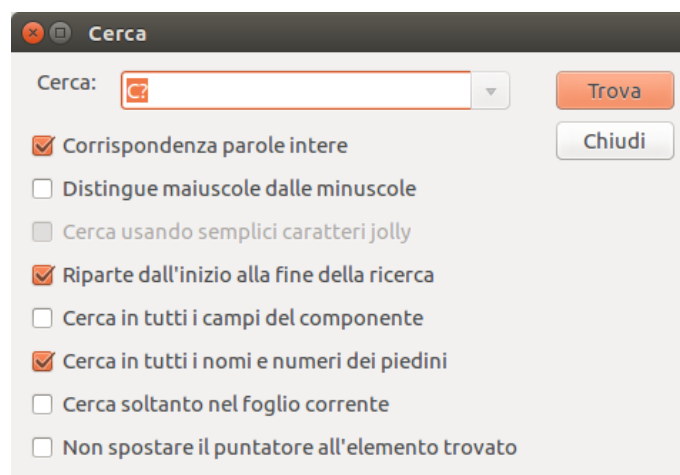 Cerca
Cerca: C? Trova
Chiudi
Corrispondenza parole intere
Distingue maiuscole dalle minuscole
Cerca usando semplici caratteri jolly
Riparte dall'inizio alla fine della ricerca
Cerca in tutti i campi del componente
Cerca in tutti i nomi e numeri dei piedini
Cerca soltanto nel foglio corrente
Non spostare il puntatore all'elemento trovato